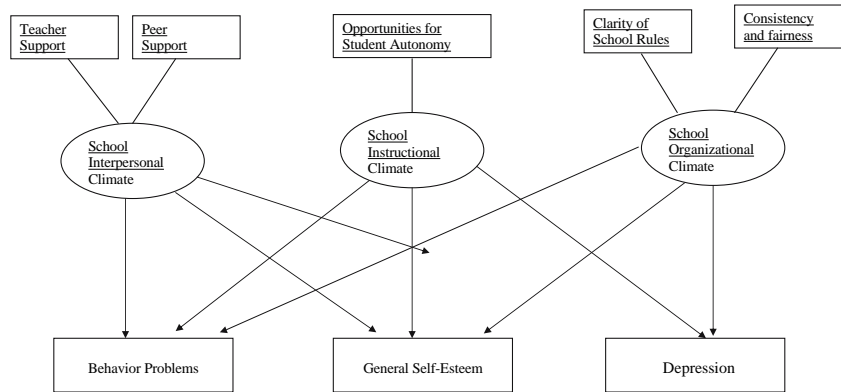 Teacher
Support
Peer
Support
Opportunities for
Student Autonomy
Clarity of
School Rules
Consistency
and fairness
School
Interpersonal
Climate
School
Instructional
Climate
School
Organizational
Climate
Behavior Problems
General Self-Esteem
Depression